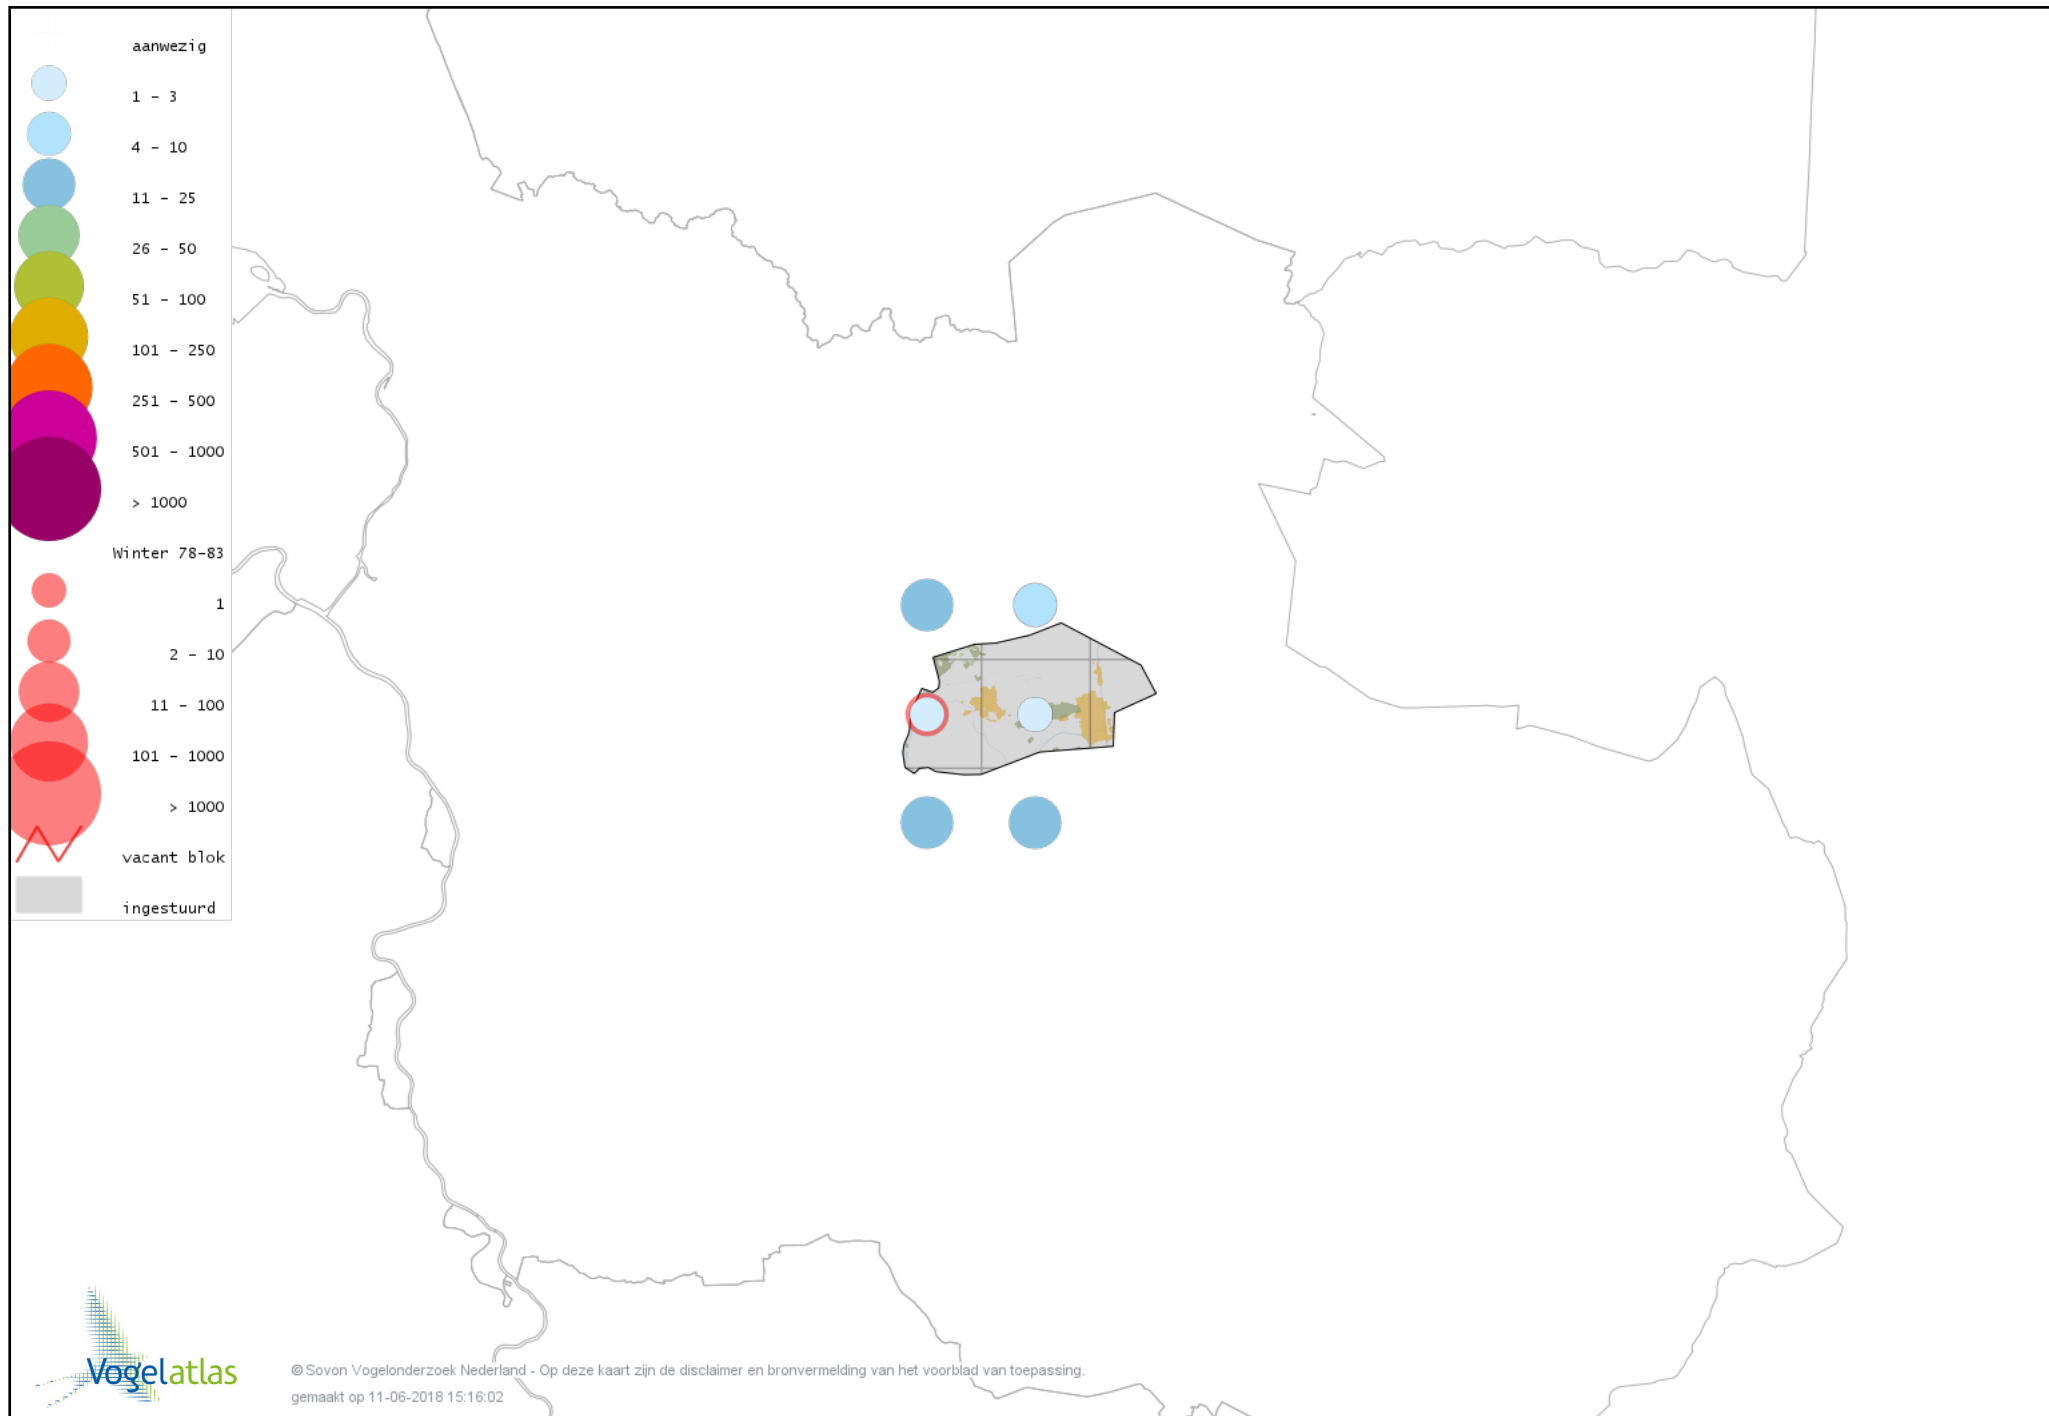 aanwezig
1 - 3
4 - 10
11 - 25
26 - 50
51 - 100
101 - 250
251 - 500
501 - 1000
> 1000
Winter 78-83
1
2 - 10
11 - 100
101 - 1000
> 1000
vacant blok
ingestuurd
Vogelatlas
© Sovon Vogelonderzoek Nederland - Op deze kaart zijn de disclaimer en bronvermelding van het voorblad van toepassing.
gemaakt op 11-06-2018 15:16:02